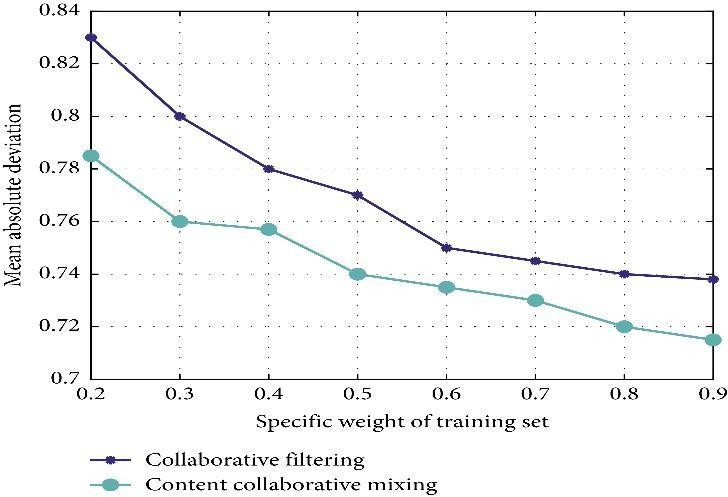 Mean absolute deviation
0.84
0.82
0.8
0.78
0.76
0.74
0.72
0.7
0.2 0.3 0.4 0.5 0.6 0.7 0.8 0.9
Specific weight of training set
Collaborative filtering
Content collaborative mixing